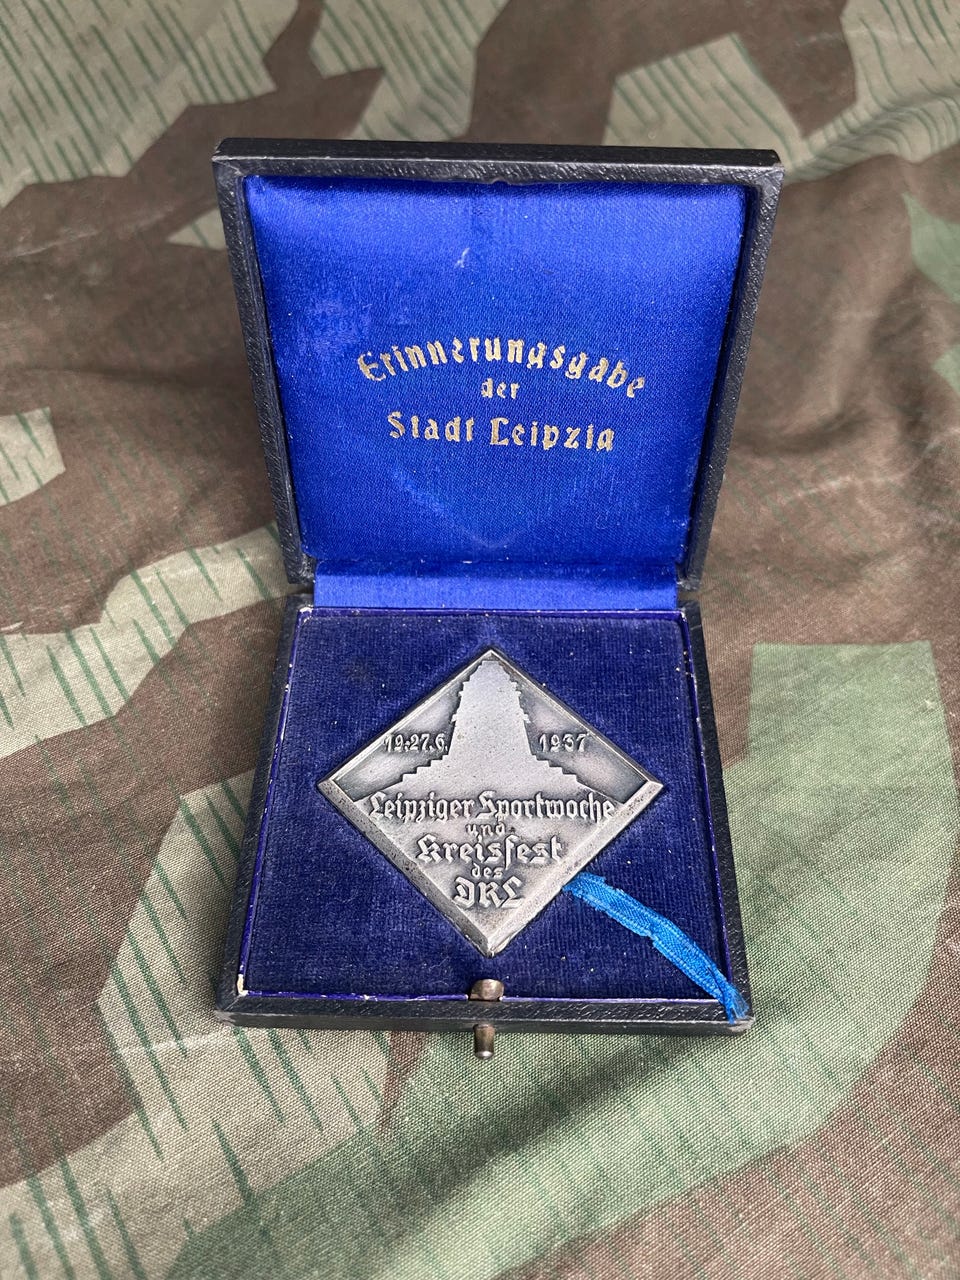 Erinnerungsgabe
der
Stadt Leipzig
19.-27.6. 1937
Leipziger Sportwoche
und
Kreisfest
des
DRL